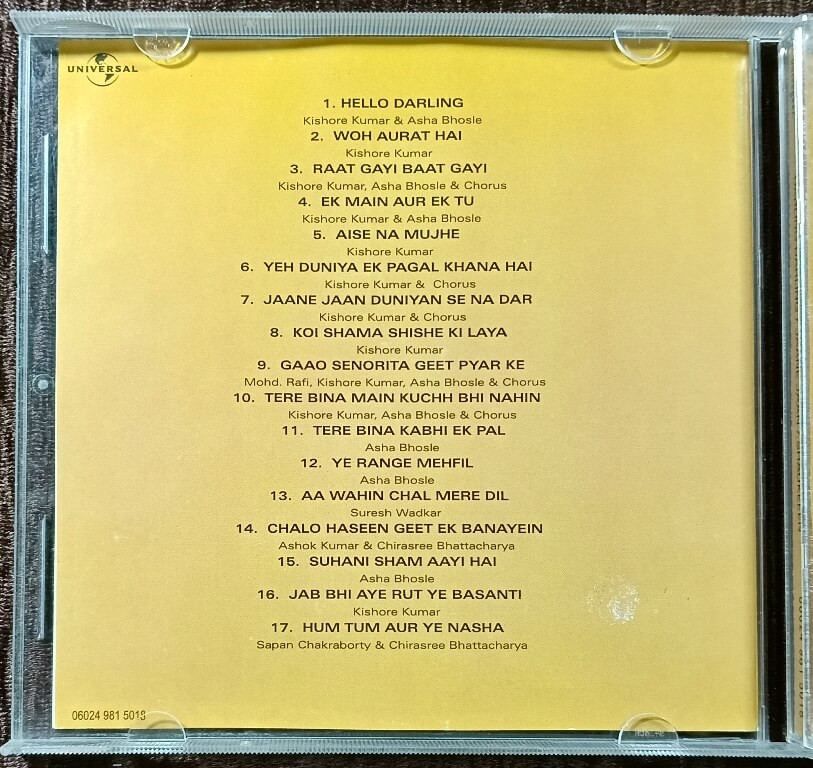 UNIVERSAL
1. HELLO DARLING
Kishore Kumar & Asha Bhosle
2. WOH AURAT HAI
Kishore Kumar
3. RAAT GAYI BAAT GAYI
Kishore Kumar, Asha Bhosle & Chorus
4. EK MAIN AUR EK TU
Kishore Kumar & Asha Bhosle
5. AISE NA MUJHE
Kishore Kumar
6. YEH DUNIYA EK PAGAL KHANA HAI
Kishore Kumar & Chorus
7. JAANE JAAN DUNIYAN SE NA DAR
Kishore Kumar & Chorus
8. KOI SHAMA SHISHE KI LAYA
Kishore Kumar
9. GAAO SENORITA GEET PYAR KE
Mohd. Rafi, Kishore Kumar, Asha Bhosle & Chorus
10. TERE BINA MAIN KUCHH BHI NAHIN
Kishore Kumar, Asha Bhosle & Chorus
11. TERE BINA KABHI EK PAL
Asha Bhosle
12. YE RANGE MEHFIL
Asha Bhosle
13. AA WAHIN CHAL MERE DIL
Suresh Wadkar
14. CHALO HASEEN GEET EK BANAYEIN
Ashok Kumar & Chirasree Bhattacharya
15. SUHANI SHAM AAYI HAI
Asha Bhosle
16. JAB BHI AYE RUT YE BASANTI
Kishore Kumar
17. HUM TUM AUR YE NASHA
Sapan Chakraborty & Chirasree Bhattacharya
06024 981 5018